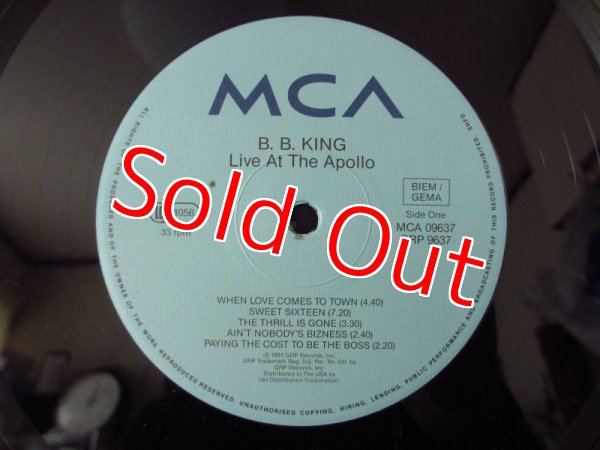 MCA
B. B. KING
Live At The Apollo
BIEM /
GEMA
Side One
MCA 09637
GRP 9637
1056
33 rpm
Sold Out
WHEN LOVE COMES TO TOWN (4.40)
SWEET SIXTEEN (7.20)
THE THRILL IS GONE (3.30)
AIN'T NOBODY'S BIZNESS (2.40)
PAYING THE COST TO BE THE BOSS (2.20)
℗ 1991 GRP Records, Inc.
GRP Trademark Reg. U.S. Pat. Tm. Off. by
GRP Records, Inc.
Distributed In The USA by
Uni Distribution Corporation
ALL RIGHTS OF THE PRODUCER AND OF THE OWNER OF THE WORK REPRODUCED RESERVED. UNAUTHORISED COPYING, HIRING, LENDING, PUBLIC PERFORMANCE AND BROADCASTING OF THIS RECORD PROHIBITED.